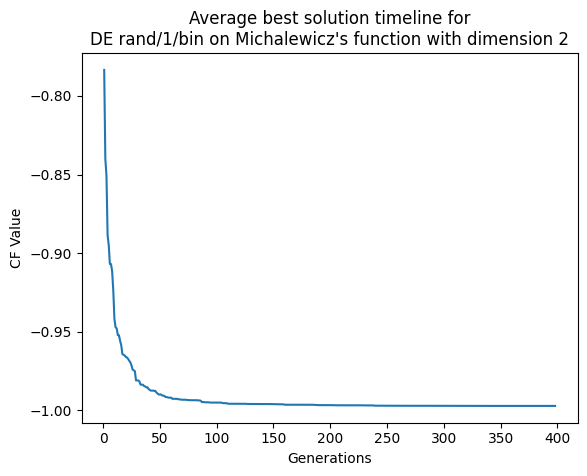 Average best solution timeline for
DE rand/1/bin on Michalewicz's function with dimension 2
CF Value
−0.80
−0.85
−0.90
−0.95
−1.00
0 50 100 150 200 250 300 350 400
Generations